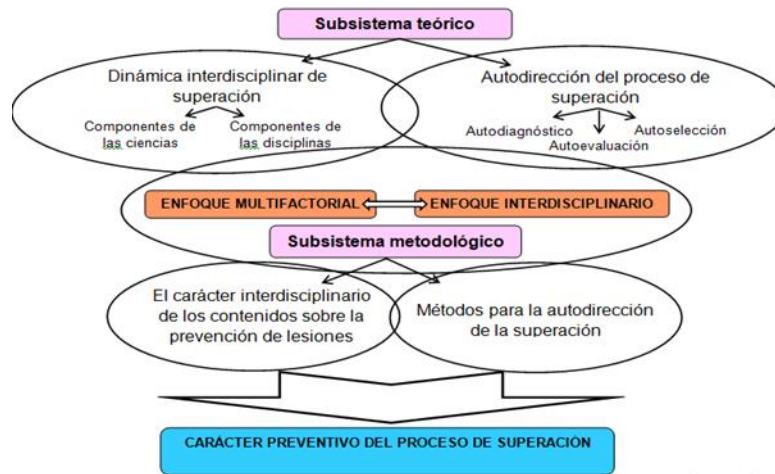 Subsistema teórico
Dinámica interdisciplinar de
superación
Componentes de
las ciencias
Componentes de
las disciplinas
Autodirección del proceso de
superación
Autodiagnóstico
Autoevaluación
Autoselección
ENFOQUE MULTIFACTORIAL
ENFOQUE INTERDISCIPLINARIO
Subsistema metodológico
El carácter interdisciplinario
de los contenidos sobre la
prevención de lesiones
Métodos para la autodirección
de la superación
CARÁCTER PREVENTIVO DEL PROCESO DE SUPERACIÓN